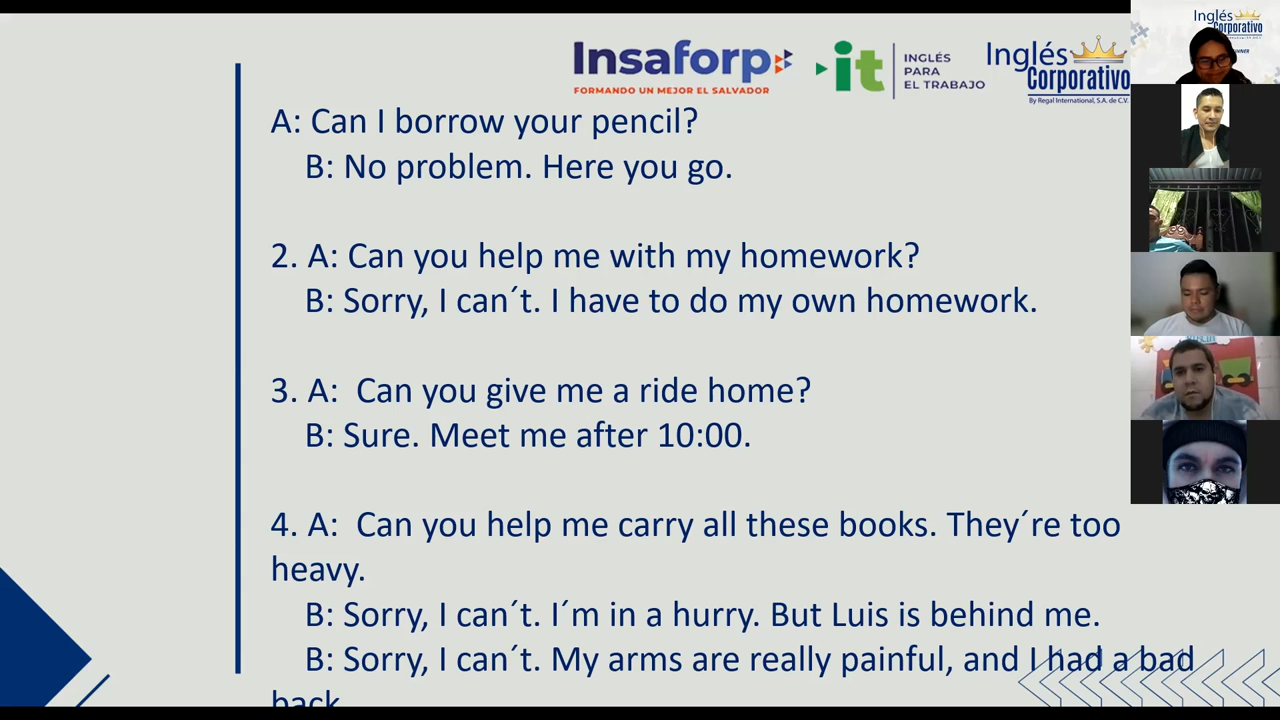 Insaforp
FORMANDO UN MEJOR EL SALVADOR
it
INGLÉS
PARA
EL TRABAJO
Inglés
Corporativo
By Regal International, S.A. de C.V.
Inglés
Corporativo
A: Can I borrow your pencil?
B: No problem. Here you go.
2. A: Can you help me with my homework?
B: Sorry, I can´t. I have to do my own homework.
3. A:  Can you give me a ride home?
B: Sure. Meet me after 10:00.
4. A:  Can you help me carry all these books. They´re too
heavy.
B: Sorry, I can´t. I´m in a hurry. But Luis is behind me.
B: Sorry, I can´t. My arms are really painful, and I had a bad
back